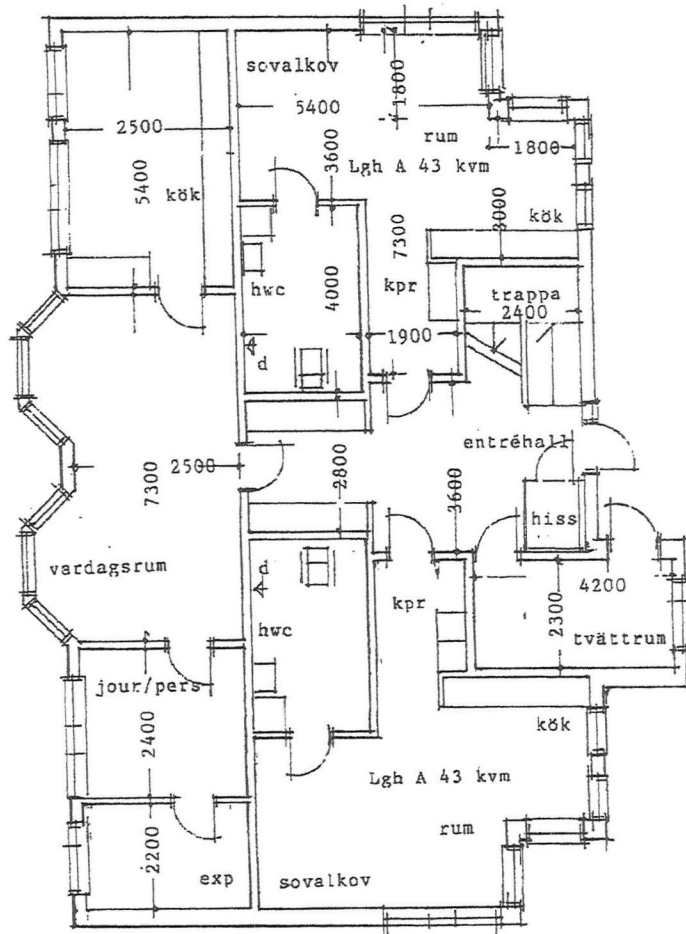 sovalkov
1800
5400
2500
rum
1800
3600
Lgh A 43 kvm
5400
kök
7300
3000
kök
hwc
4000
kpr
trappa
2400
1900
d
entréhall
7300
2500
2800
3600
hiss
vardagsrum
d
kpr
4200
hwc
2300
tvättrum
jour/pers
kök
2400
Lgh A 43 kvm
rum
2200
exp
sovalkov